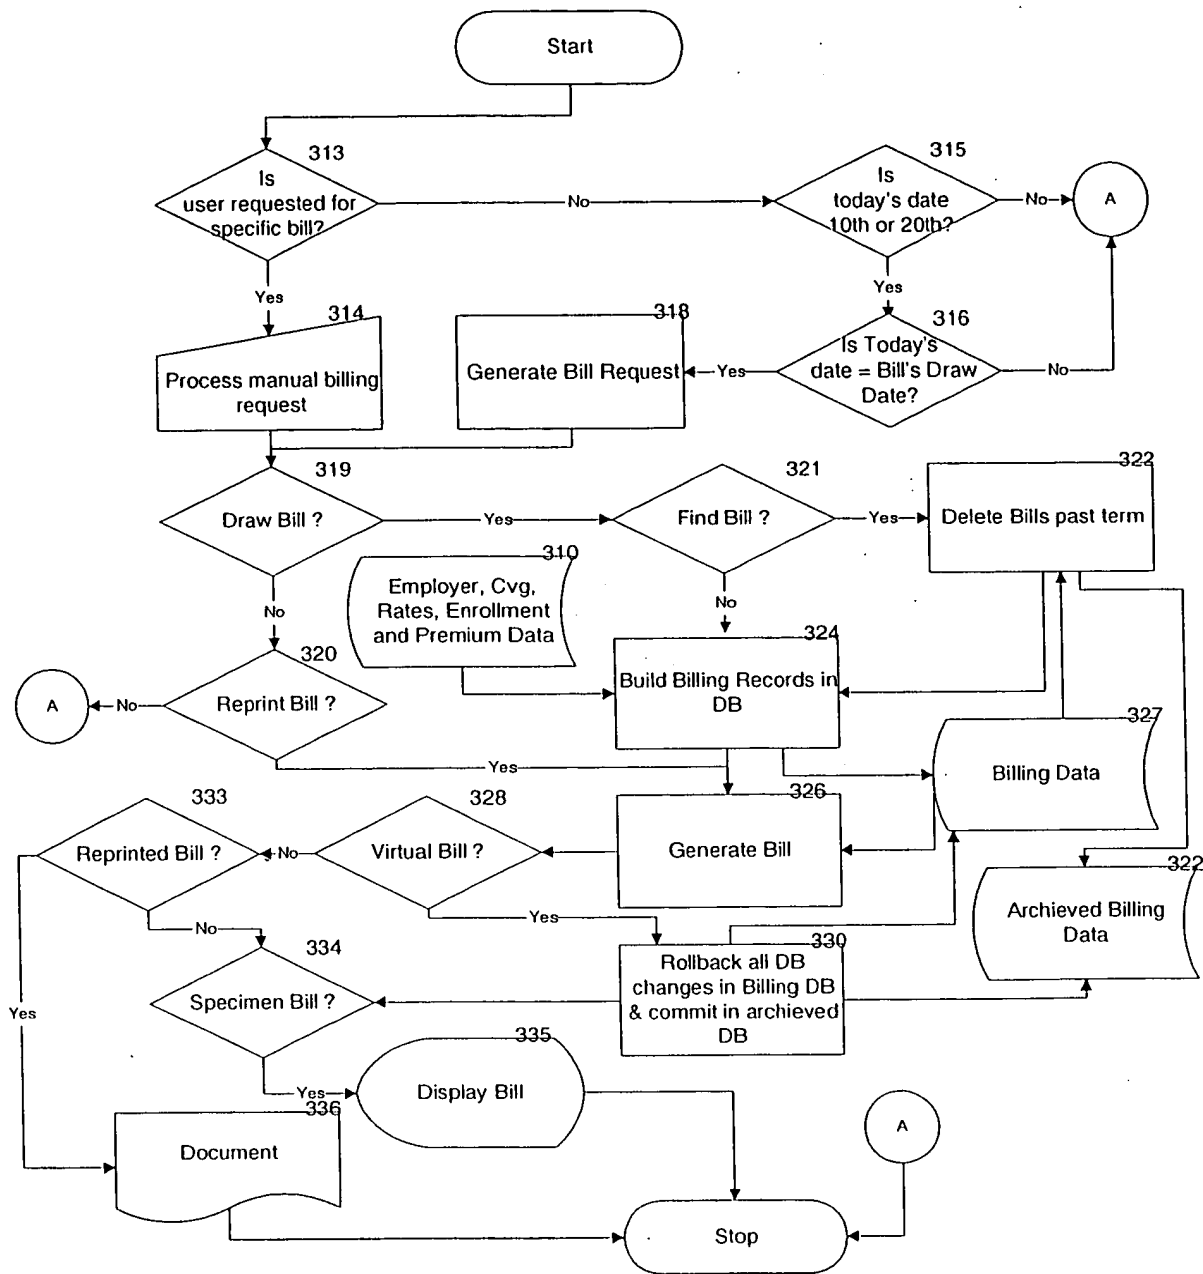 Start
313
Is
user requested for
specific bill?
No
315
Is
today's date
10th or 20th?
No
A
Yes
Yes
314
Process manual billing
request
318
Generate Bill Request
Yes
316
Is Today's
date = Bill's Draw
Date?
No
319
Draw Bill ?
Yes
321
Find Bill ?
Yes
322
Delete Bills past term
310
Employer, Cvg,
Rates, Enrollment
and Premium Data
No
No
324
Build Billing Records in
DB
320
Reprint Bill ?
No
A
Yes
327
Billing Data
326
Generate Bill
333
Reprinted Bill ?
328
Virtual Bill ?
No
Yes
322
Archieved Billing
Data
No
334
Specimen Bill ?
330
Rollback all DB
changes in Billing DB
& commit in archieved
DB
Yes
335
Display Bill
Yes
336
Document
A
Stop